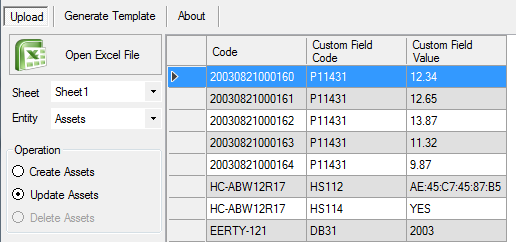 Upload Generate Template About
Open Excel File
Sheet Sheet1
Entity Assets
Operation
Create Assets
Update Assets
Delete Assets
Code Custom Field Code Custom Field Value
20030821000160 P11431 12.34
20030821000161 P11431 12.65
20030821000162 P11431 13.87
20030821000163 P11431 11.32
20030821000164 P11431 9.87
HC-ABW12R17 HS112 AE:45:C7:45:87:B5
HC-ABW12R17 HS114 YES
EERTY-121 DB31 2003